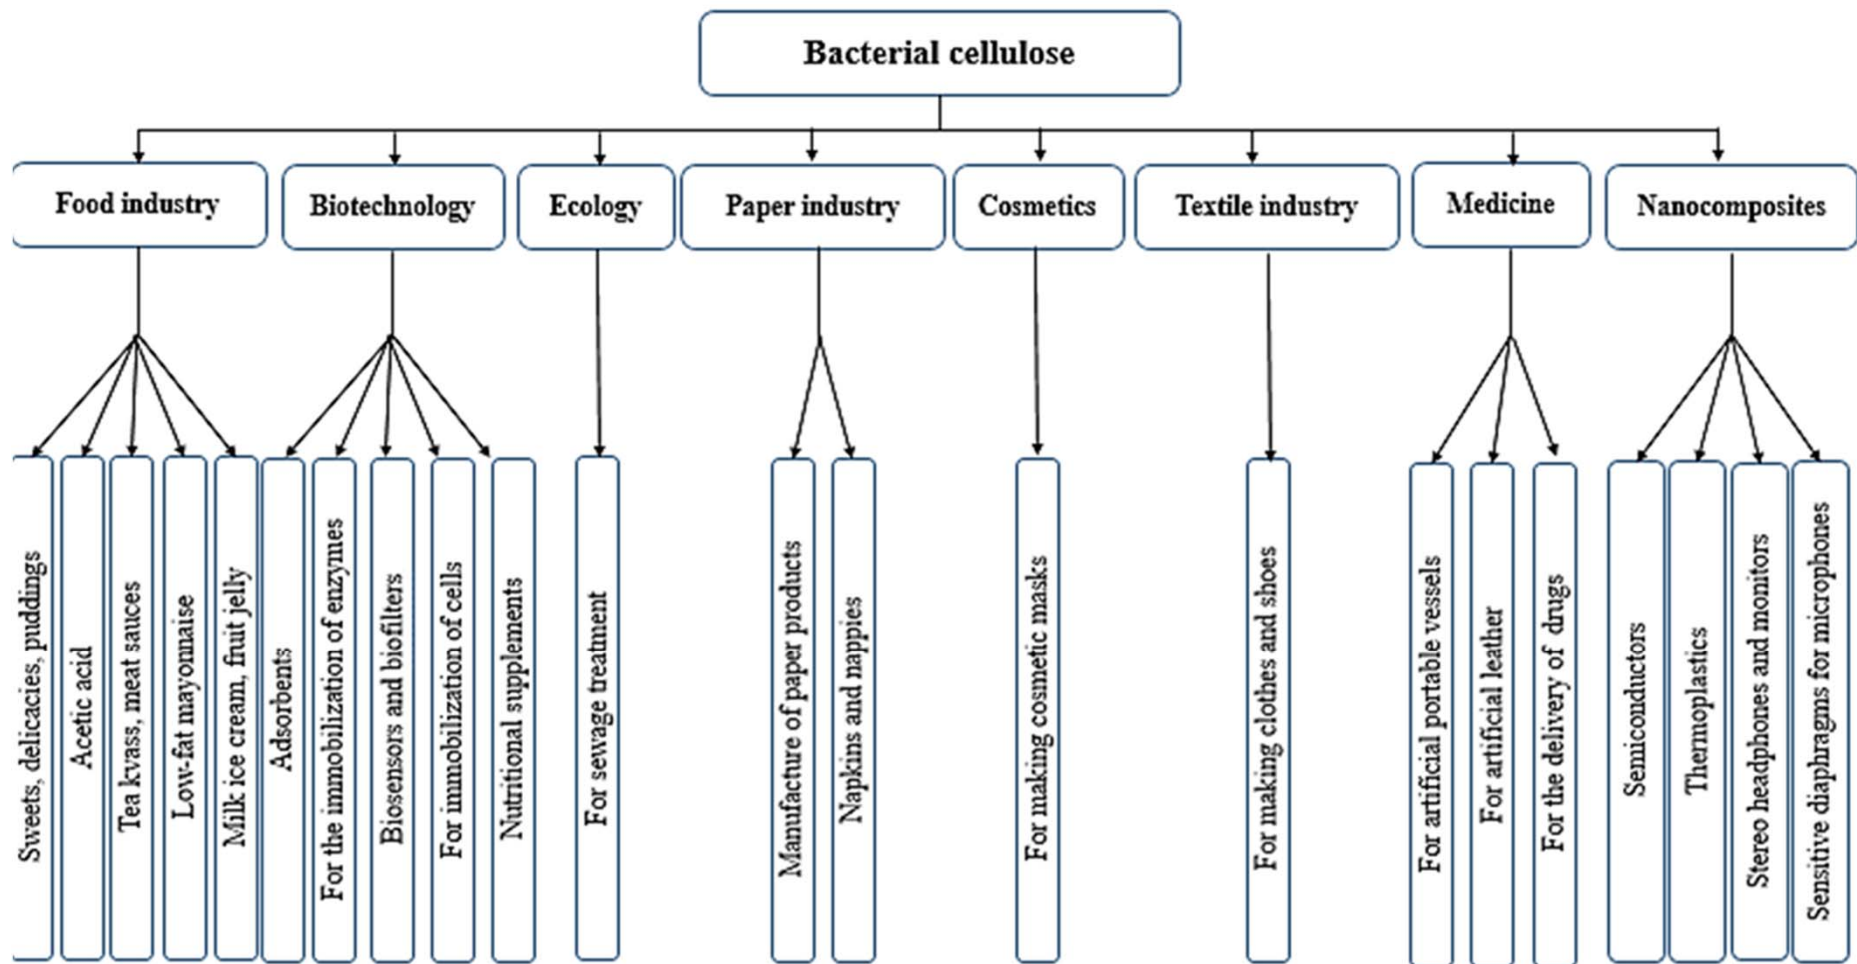 Bacterial cellulose
Food industry
Biotechnology
Ecology
Paper industry
Cosmetics
Textile industry
Medicine
Nanocomposites
Sweets, delicacies, puddings
Acetic acid
Tea kvass, meat sauces
Low-fat mayonnaise
Milk ice cream, fruit jelly
Adsorbents
For the immobilization of enzymes
Biosensors and biofilters
For immobilization of cells
Nutritional supplements
For sewage treatment
Manufacture of paper products
Napkins and nappies
For making cosmetic masks
For making clothes and shoes
For artificial portable vessels
For artificial leather
For the delivery of drugs
Semiconductors
Thermoplastics
Stereo headphones and monitors
Sensitive diaphragms for microphones